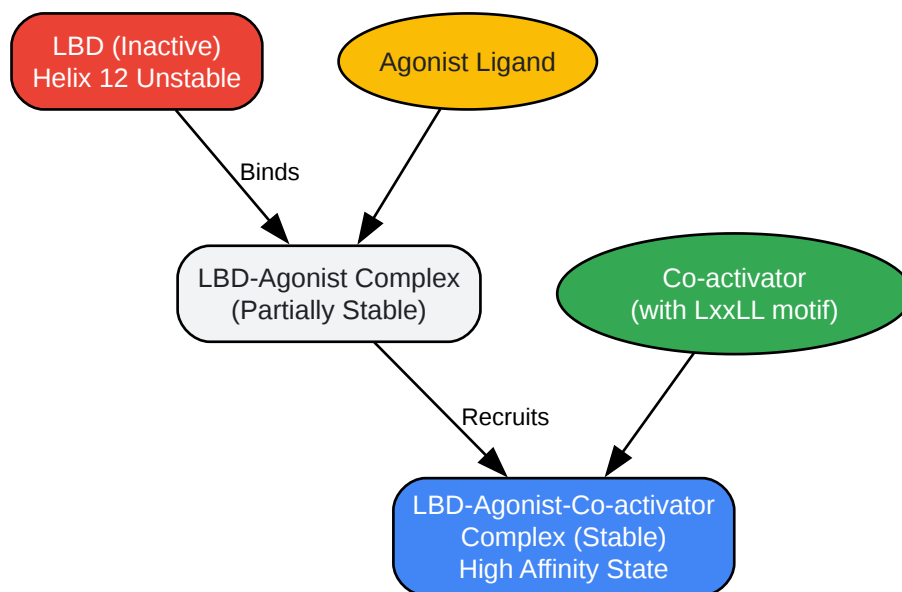 LBD (Inactive)
Helix 12 Unstable
Agonist Ligand
Binds
LBD-Agonist Complex
(Partially Stable)
Co-activator
(with LxxLL motif)
Recruits
LBD-Agonist-Co-activator
Complex (Stable)
High Affinity State